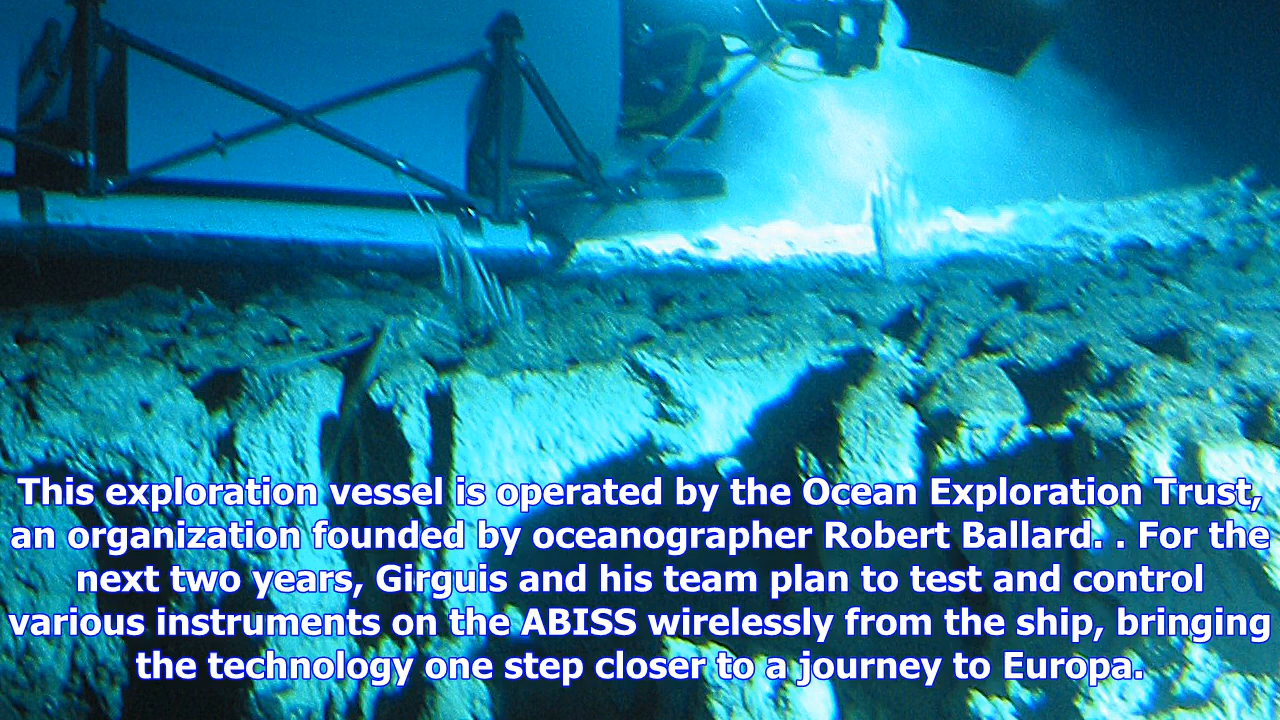 This exploration vessel is operated by the Ocean Exploration Trust,
an organization founded by oceanographer Robert Ballard. . For the
next two years, Girguis and his team plan to test and control
various instruments on the ABISS wirelessly from the ship, bringing
the technology one step closer to a journey to Europa.